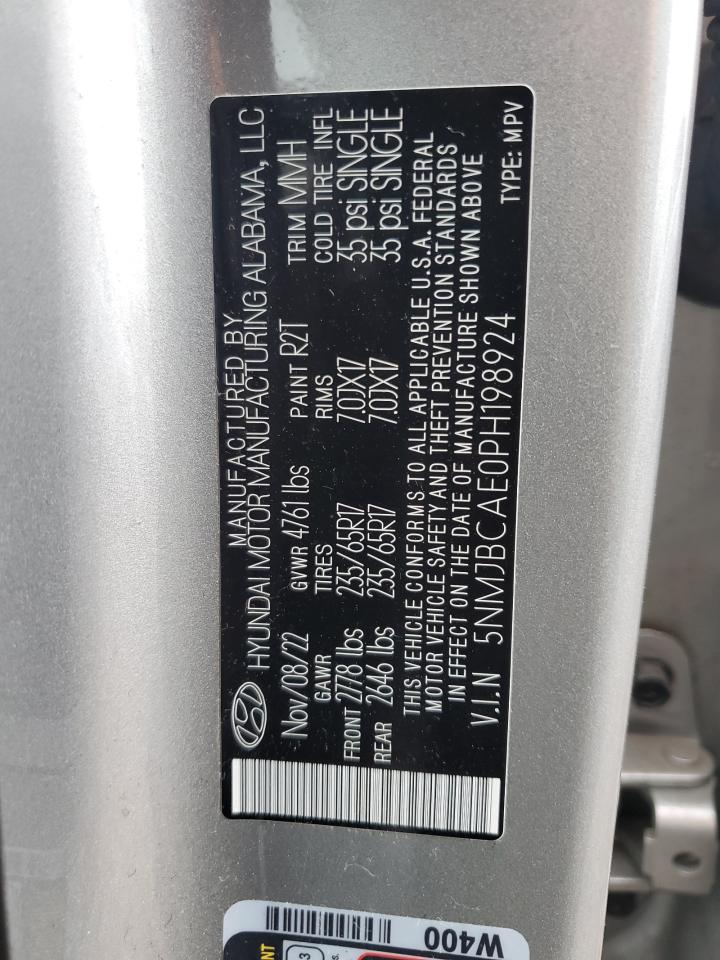 MANUFACTURED BY
HYUNDAI MOTOR MANUFACTURING ALABAMA, LLC
Nov/08/22 GVWR 4761 lbs PAINT R2T TRIM MMH
GAWR TIRES RIMS COLD TIRE INFL
FRONT 2778 lbs 235/65R17 7.0JX17 35 psi SINGLE
REAR 2646 lbs 235/65R17 7.0JX17 35 psi SINGLE
THIS VEHICLE CONFORMS TO ALL APPLICABLE U.S.A. FEDERAL
MOTOR VEHICLE SAFETY AND THEFT PREVENTION STANDARDS
IN EFFECT ON THE DATE OF MANUFACTURE SHOWN ABOVE
V.I.N 5NMJBCAE0PH198924
TYPE: MPV
W400
3